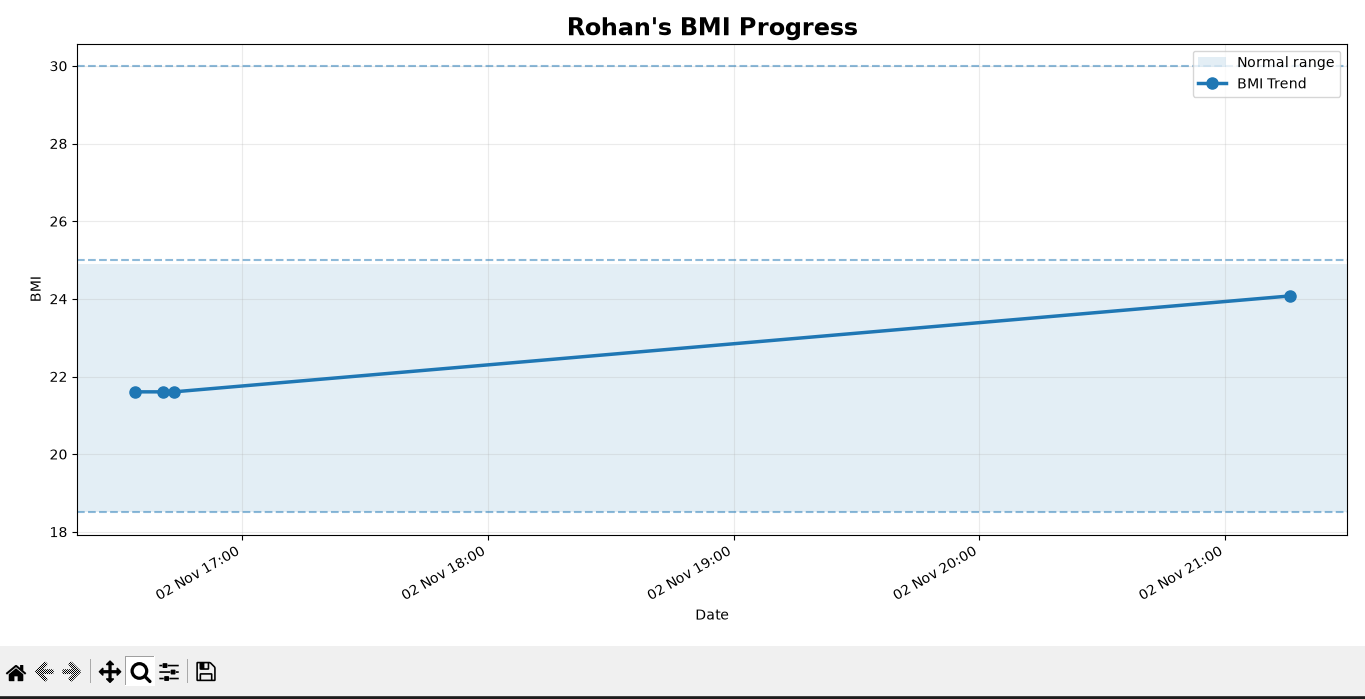 Rohan's BMI Progress
Normal range
BMI Trend
30
28
26
24
22
20
18
BMI
02 Nov 17:00
02 Nov 18:00
02 Nov 19:00
02 Nov 20:00
02 Nov 21:00
Date